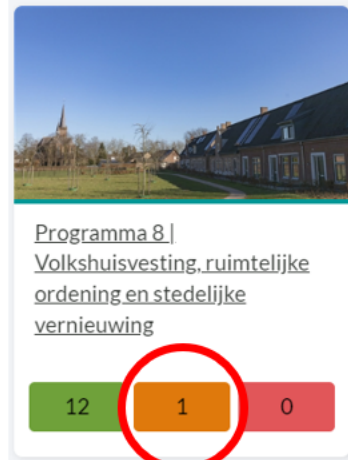 Programma 8 |
Volkshuisvesting, ruimtelijke
ordening en stedelijke
vernieuwing
12 1 0